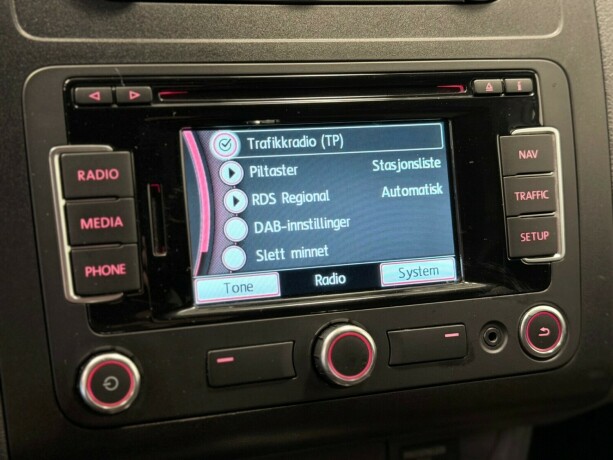 Trafikkradio (TP)
Piltaster Stasjonsliste
RDS Regional Automatisk
DAB-innstillinger
Slett minnet
Tone Radio System
RADIO
MEDIA
PHONE
NAV
TRAFFIC
SETUP